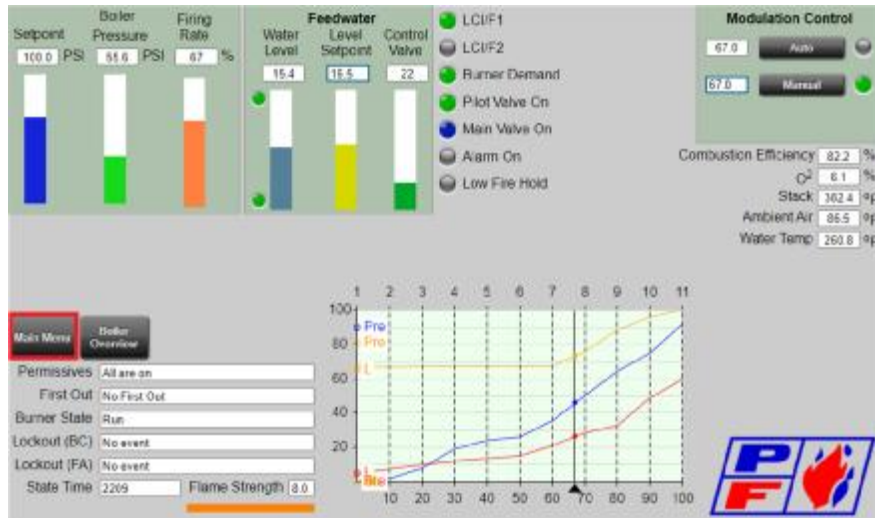 Setpoint
Boiler Pressure
Firing Rate
100.0 PSI
55.6 PSI
67 %
Feedwater
Water Level
Level Setpoint
Control Valve
15.4
16.5
22
LCI/F1
LCI/F2
Burner Demand
Pilot Valve On
Main Valve On
Alarm On
Low Fire Hold
Modulation Control
67.0 Auto
67.0 Manual
Combustion Efficiency 82.2 %
O2 6.1 %
Stack 382.4 °F
Ambient Air 86.5 °F
Water Temp 260.8 °F
Main Menu
Boiler Overview
Permissives All are on
First Out No First Out
Burner State Run
Lockout (BC) No event
Lockout (FA) No event
State Time 2209
Flame Strength 8.0
1 2 3 4 5 6 7 8 9 10 11
100
80
60
40
20
Pre
Pre
L
L
10 20 30 40 50 60 70 80 90 100
PF